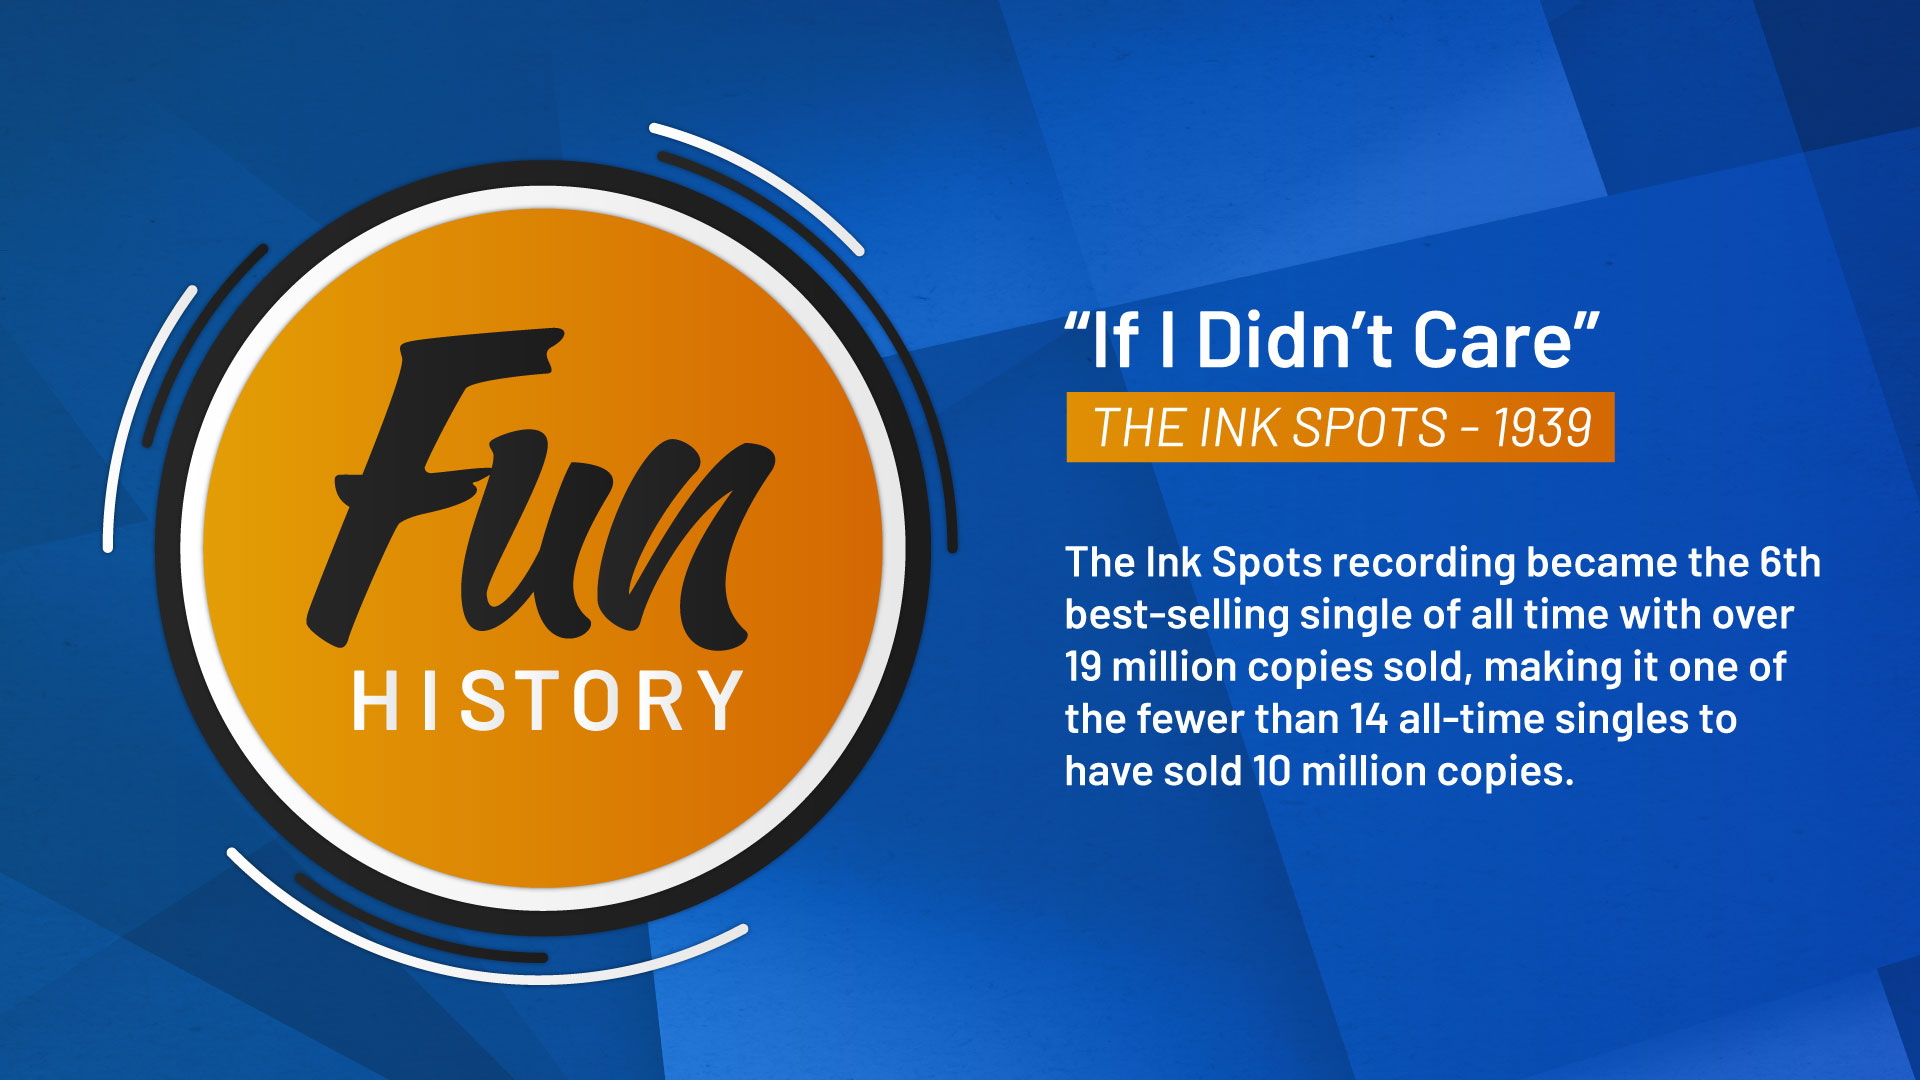 Fun
HISTORY
“If I Didn’t Care”
THE INK SPOTS - 1939
The Ink Spots recording became the 6th
best-selling single of all time with over
19 million copies sold, making it one of
the fewer than 14 all-time singles to
have sold 10 million copies.